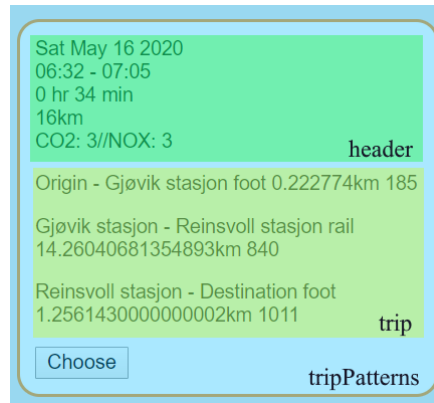 Sat May 16 2020
06:32 - 07:05
0 hr 34 min
16km
CO2: 3//NOX: 3
header
Origin - Gjøvik stasjon foot 0.222774km 185
Gjøvik stasjon - Reinsvoll stasjon rail
14.26040681354893km 840
Reinsvoll stasjon - Destination foot
1.2561430000000002km 1011
trip
Choose
tripPatterns